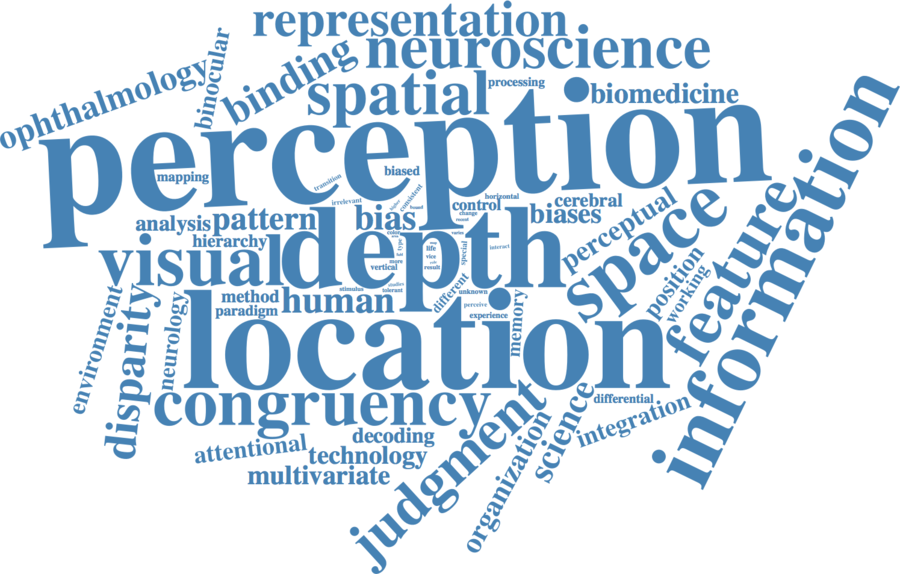 representation
neuroscience
binocular
ophthalmology
binding
spatial
processing
biomedicine
perception
information
mapping
biased
transition
irrelevant
consistent
higher
bound
horizontal
control
change
cerebral
biases
perceptual
space
feature
analysis
pattern
bias
hierarchy
visual
depth
color
type
more
vertical
life
vice
result
special
interact
different
unknown
stimulus
studies
tolerant
perceive
experience
memory
position
working
method
human
paradigm
environment
disparity
neurology
location
congruency
differential
integration
science
organization
judgment
attentional
decoding
technology
multivariate